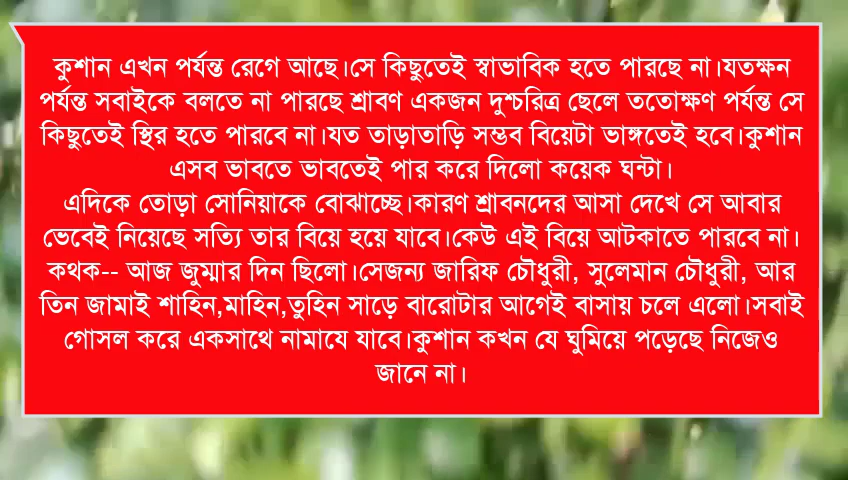 কুশান এখন পর্যন্ত রেগে আছে।সে কিছুতেই স্বাভাবিক হতে পারছে না।যতক্ষন
পর্যন্ত সবাইকে বলতে না পারছে শ্রাবণ একজন দুশ্চরিত্র ছেলে ততোক্ষণ পর্যন্ত সে
কিছুতেই স্থির হতে পারবে না।যত তাড়াতাড়ি সম্ভব বিয়েটা ভাঙ্গতেই হবে।কুশান
এসব ভাবতে ভাবতেই পার করে দিলো কয়েক ঘন্টা।
এদিকে তোড়া সোনিয়াকে বোঝাচ্ছে।কারণ শ্রাবনদের আসা দেখে সে আবার
ভেবেই নিয়েছে সত্যি তার বিয়ে হয়ে যাবে।কেউ এই বিয়ে আটকাতে পারবে না।
কথক-- আজ জুম্মার দিন ছিলো।সেজন্য জারিফ চৌধুরী, সুলেমান চৌধুরী, আর
তিন জামাই শাহিন,মাহিন,তুহিন সাড়ে বারোটার আগেই বাসায় চলে এলো।সবাই
গোসল করে একসাথে নামাযে যাবে।কুশান কখন যে ঘুমিয়ে পড়েছে নিজেও
জানে না।